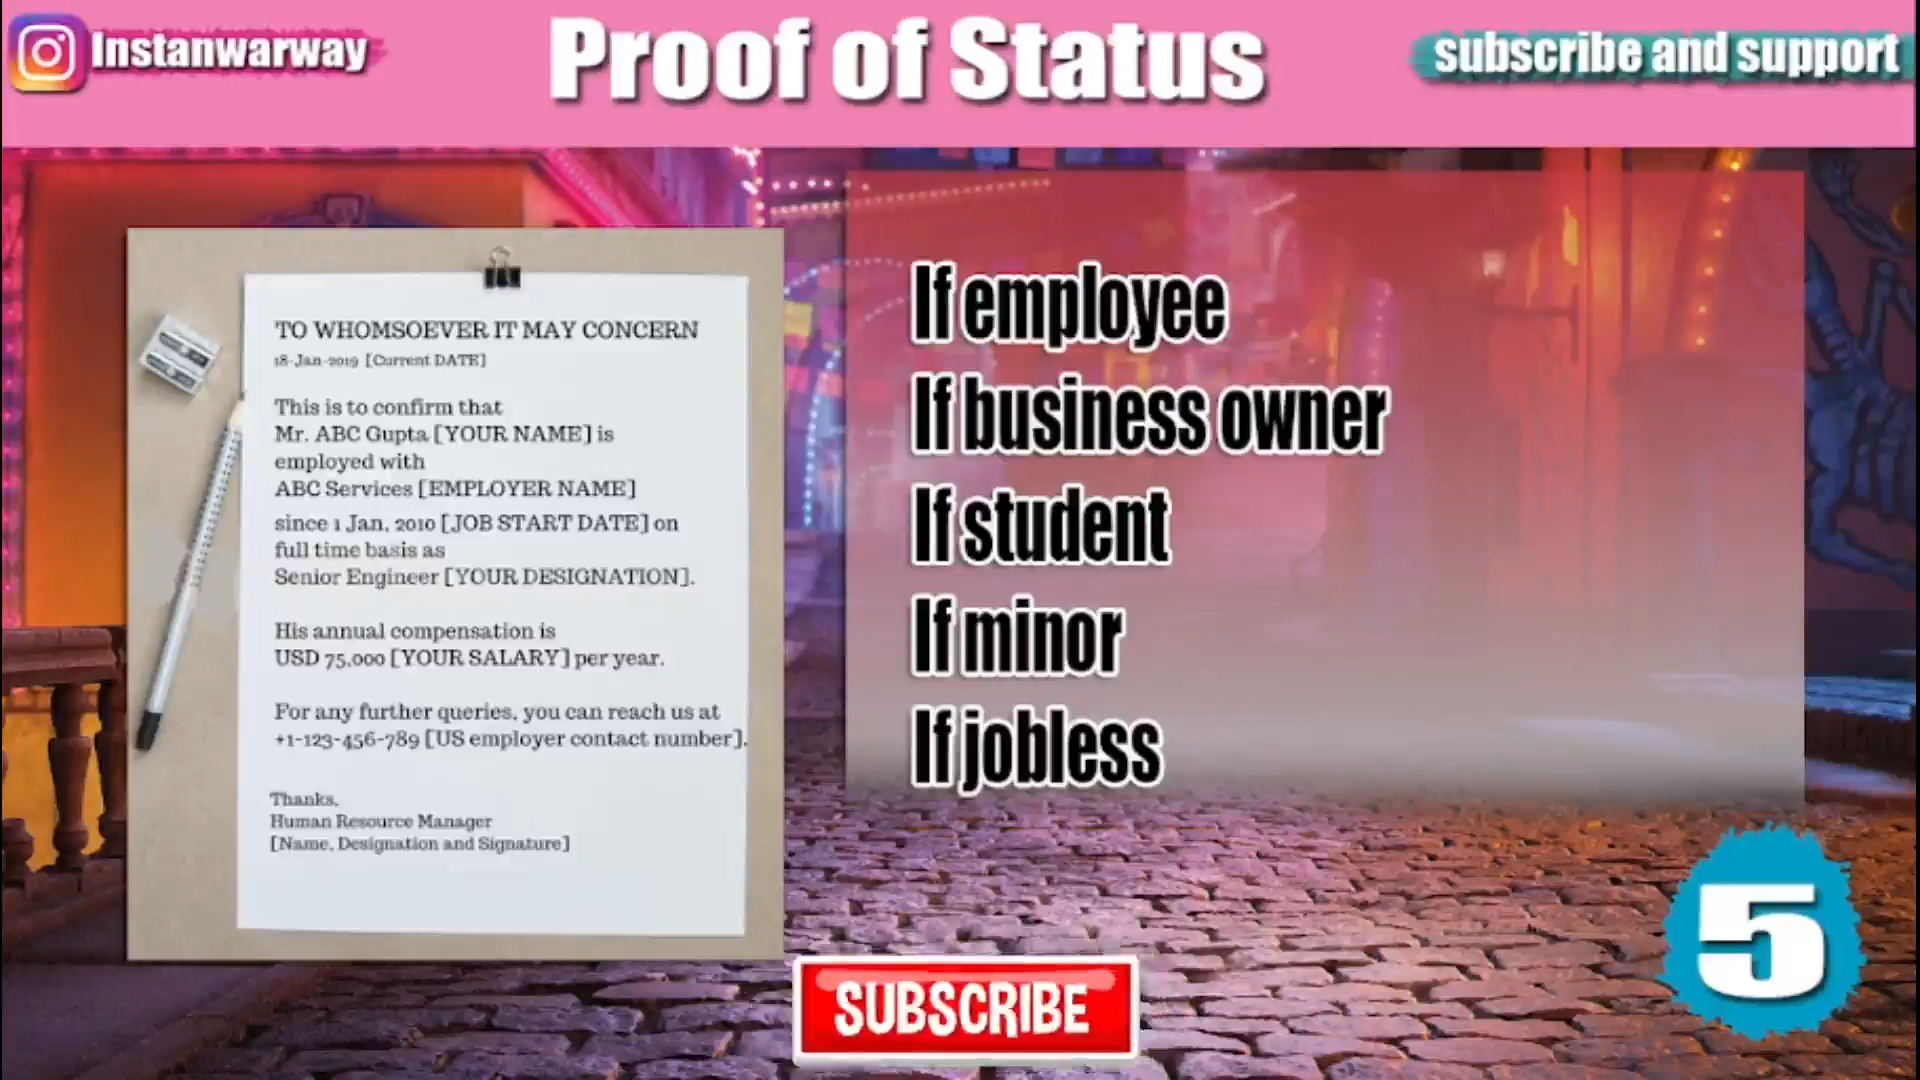 Instanwarway
Proof of Status
subscribe and support
TO WHOMSOEVER IT MAY CONCERN
18-Jan-2019 [Current DATE]
This is to confirm that
Mr. ABC Gupta [YOUR NAME] is
employed with
ABC Services [EMPLOYER NAME]
since 1 Jan, 2010 [JOB START DATE] on
full time basis as
Senior Engineer [YOUR DESIGNATION].
His annual compensation is
USD 75,000 [YOUR SALARY] per year.
For any further queries, you can reach us at
+1-123-456-789 [US employer contact number].
Thanks,
Human Resource Manager
[Name, Designation and Signature]
If employee
If business owner
If student
If minor
If jobless
5
SUBSCRIBE